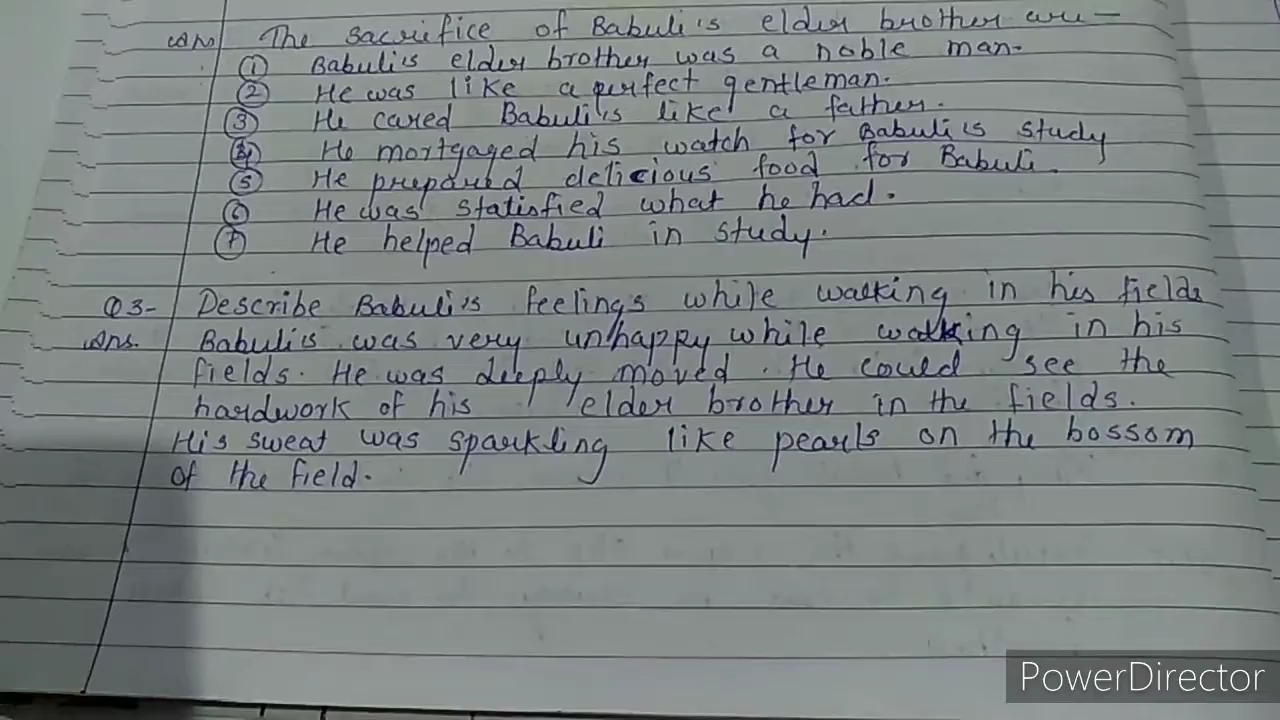 Ans The sacrifice of Babuli's elder brother are—
① Babuli's elder brother was a noble man.
② He was like a perfect gentleman.
③ He cared Babuli's like a father.
④ He mortgaged his watch for Babuli's study
⑤ He prepared delicious food for Babuli.
⑥ He was statisfied what he had.
⑦ He helped Babuli in study.
Q3- Describe Babuli's feelings while walking in his fields
Ans. Babuli's was very unhappy while walking in his
fields. He was deeply moved. He could see the
hardwork of his elder brother in the fields.
His sweat was sparkling like pearls on the bossom
of the field.
PowerDirector